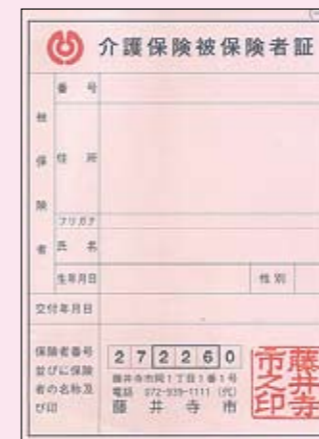 介護保険被保険者証
被保険者
番号
住所
フリガナ
氏名
生年月日
性別
交付年月日
保険者番号
並びに保険
者の名称及
び印
272260
藤井寺市岡1丁目1番1号
電話 072-939-1111 (代)
藤井寺市
藤井寺
市之印